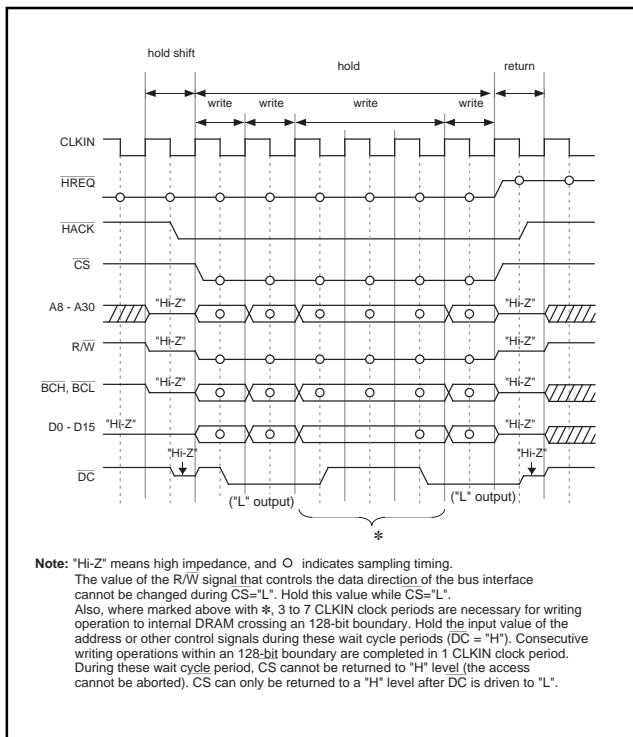 hold shift
hold
return
write
write
write
write
CLKIN
HREQ
HACK
CS
A8 - A30
"Hi-Z"
"Hi-Z"
R/W
"Hi-Z"
"Hi-Z"
BCH, BCL
"Hi-Z"
"Hi-Z"
D0 - D15
"Hi-Z"
"Hi-Z"
"Hi-Z"
"Hi-Z"
DC
("L" output)
("L" output)
*
Note: "Hi-Z" means high impedance, and O indicates sampling timing.
The value of the R/W signal that controls the data direction of the bus interface
cannot be changed during CS="L". Hold this value while CS="L".
Also, where marked above with *, 3 to 7 CLKIN clock periods are necessary for writing
operation to internal DRAM crossing an 128-bit boundary. Hold the input value of the
address or other control signals during these wait cycle periods (DC = "H"). Consecutive
writing operations within an 128-bit boundary are completed in 1 CLKIN clock period.
During these wait cycle period, CS cannot be returned to "H" level (the access
cannot be aborted). CS can only be returned to a "H" level after DC is driven to "L".